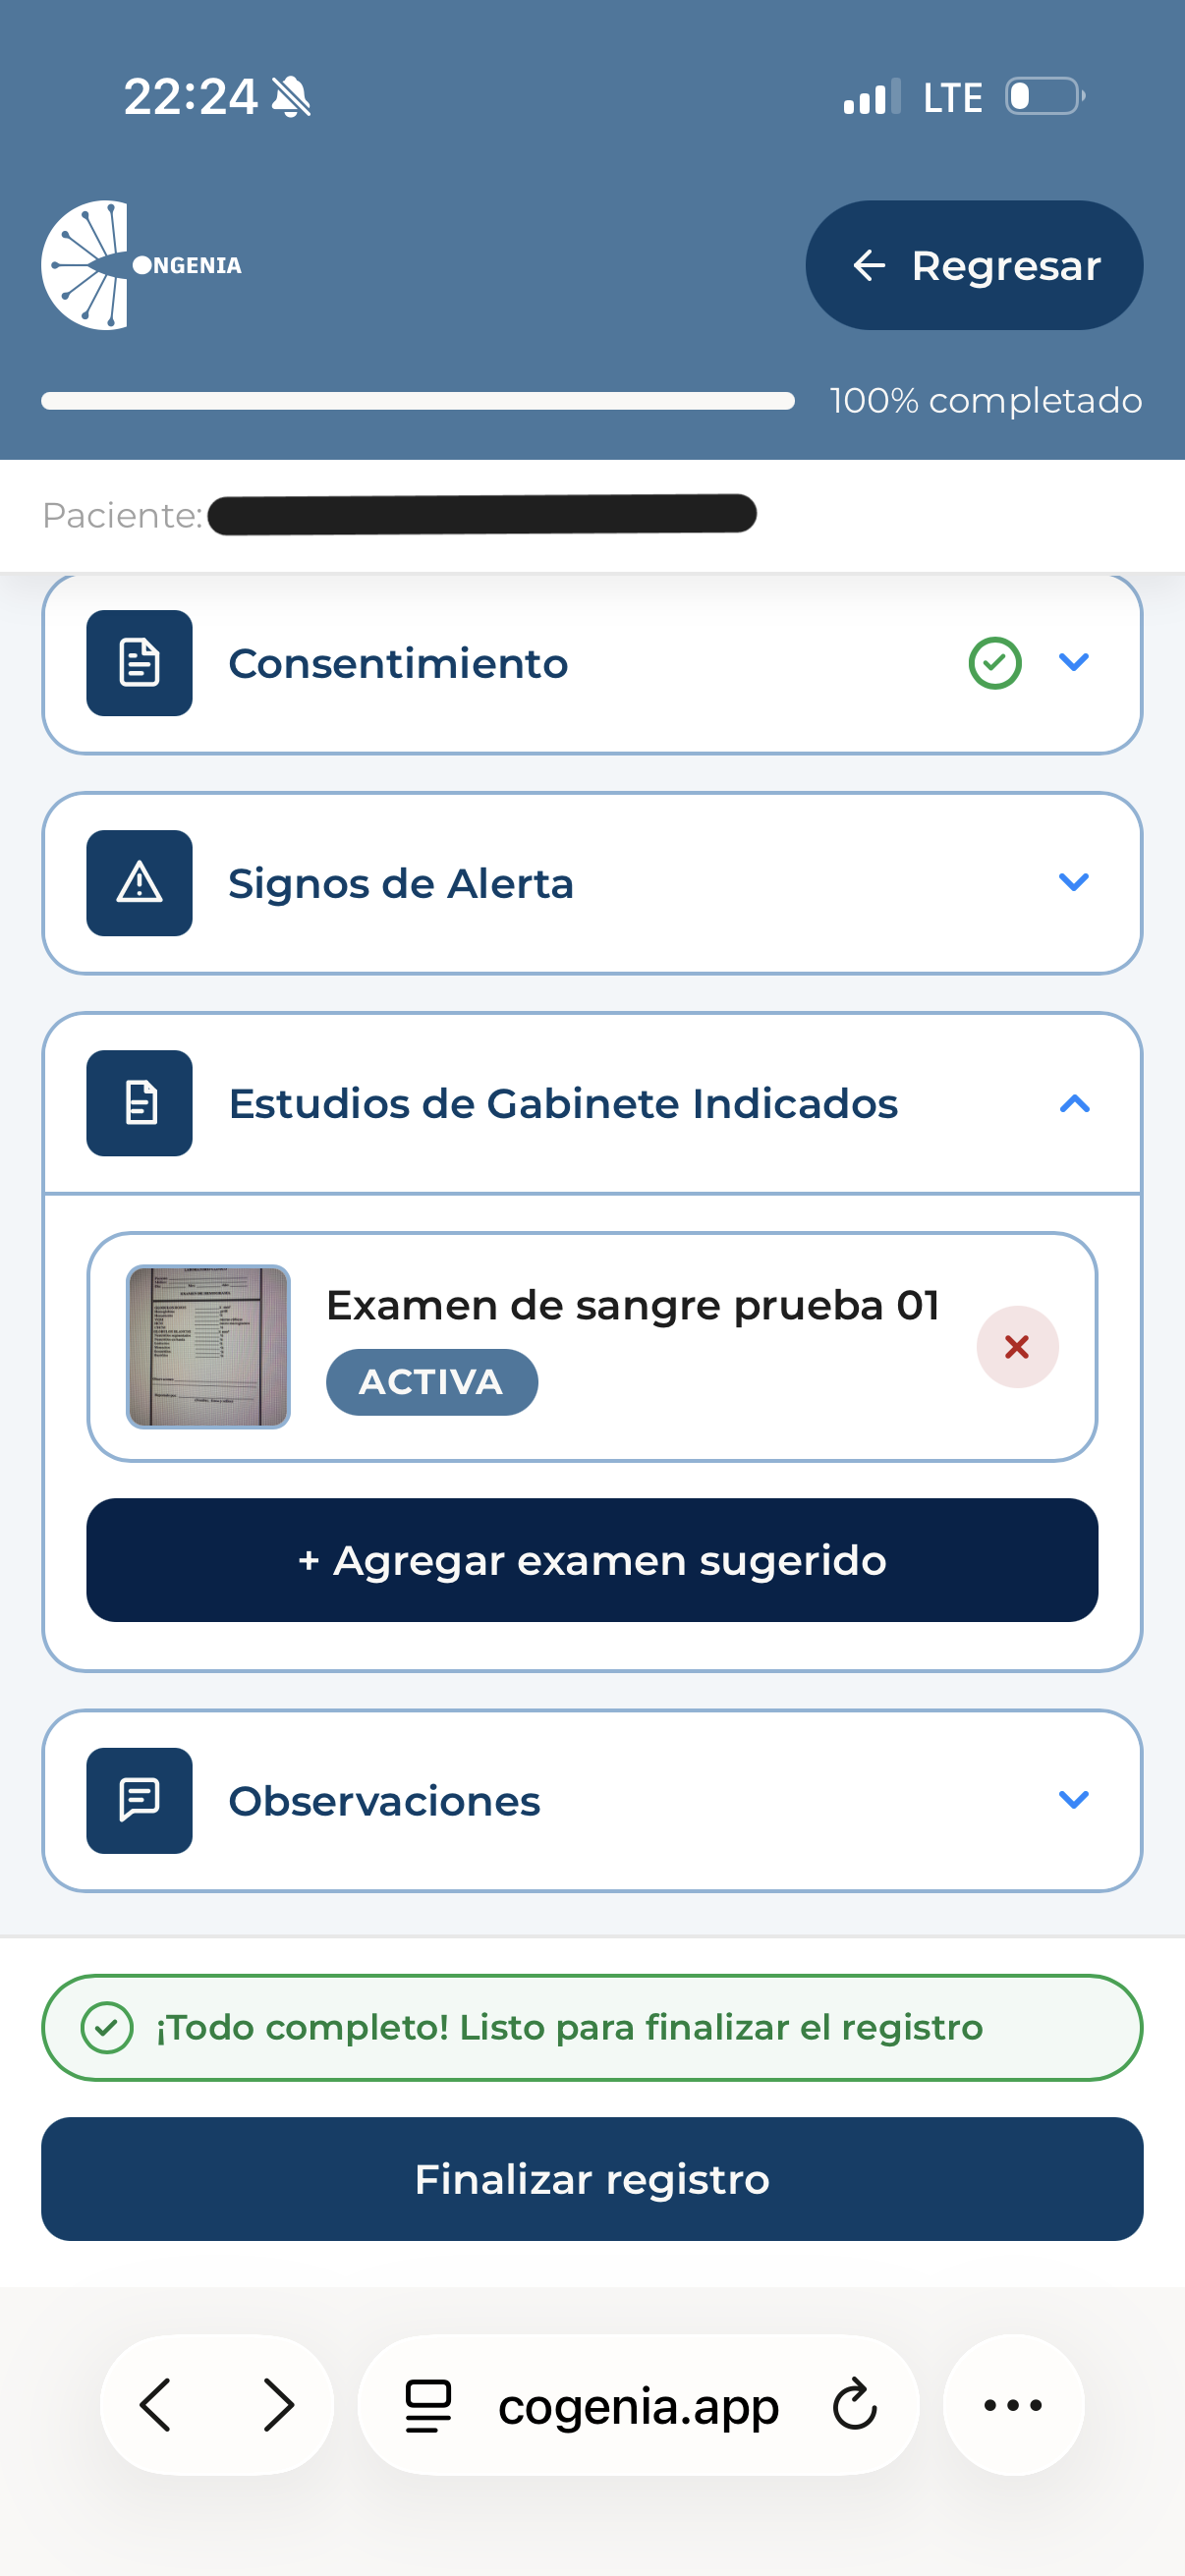 22:24
LTE
CONGENIA
← Regresar
100% completado
Paciente:
Consentimiento
Signos de Alerta
Estudios de Gabinete Indicados
Examen de sangre prueba 01
ACTIVA
+ Agregar examen sugerido
Observaciones
¡Todo completo! Listo para finalizar el registro
Finalizar registro
cogenia.app